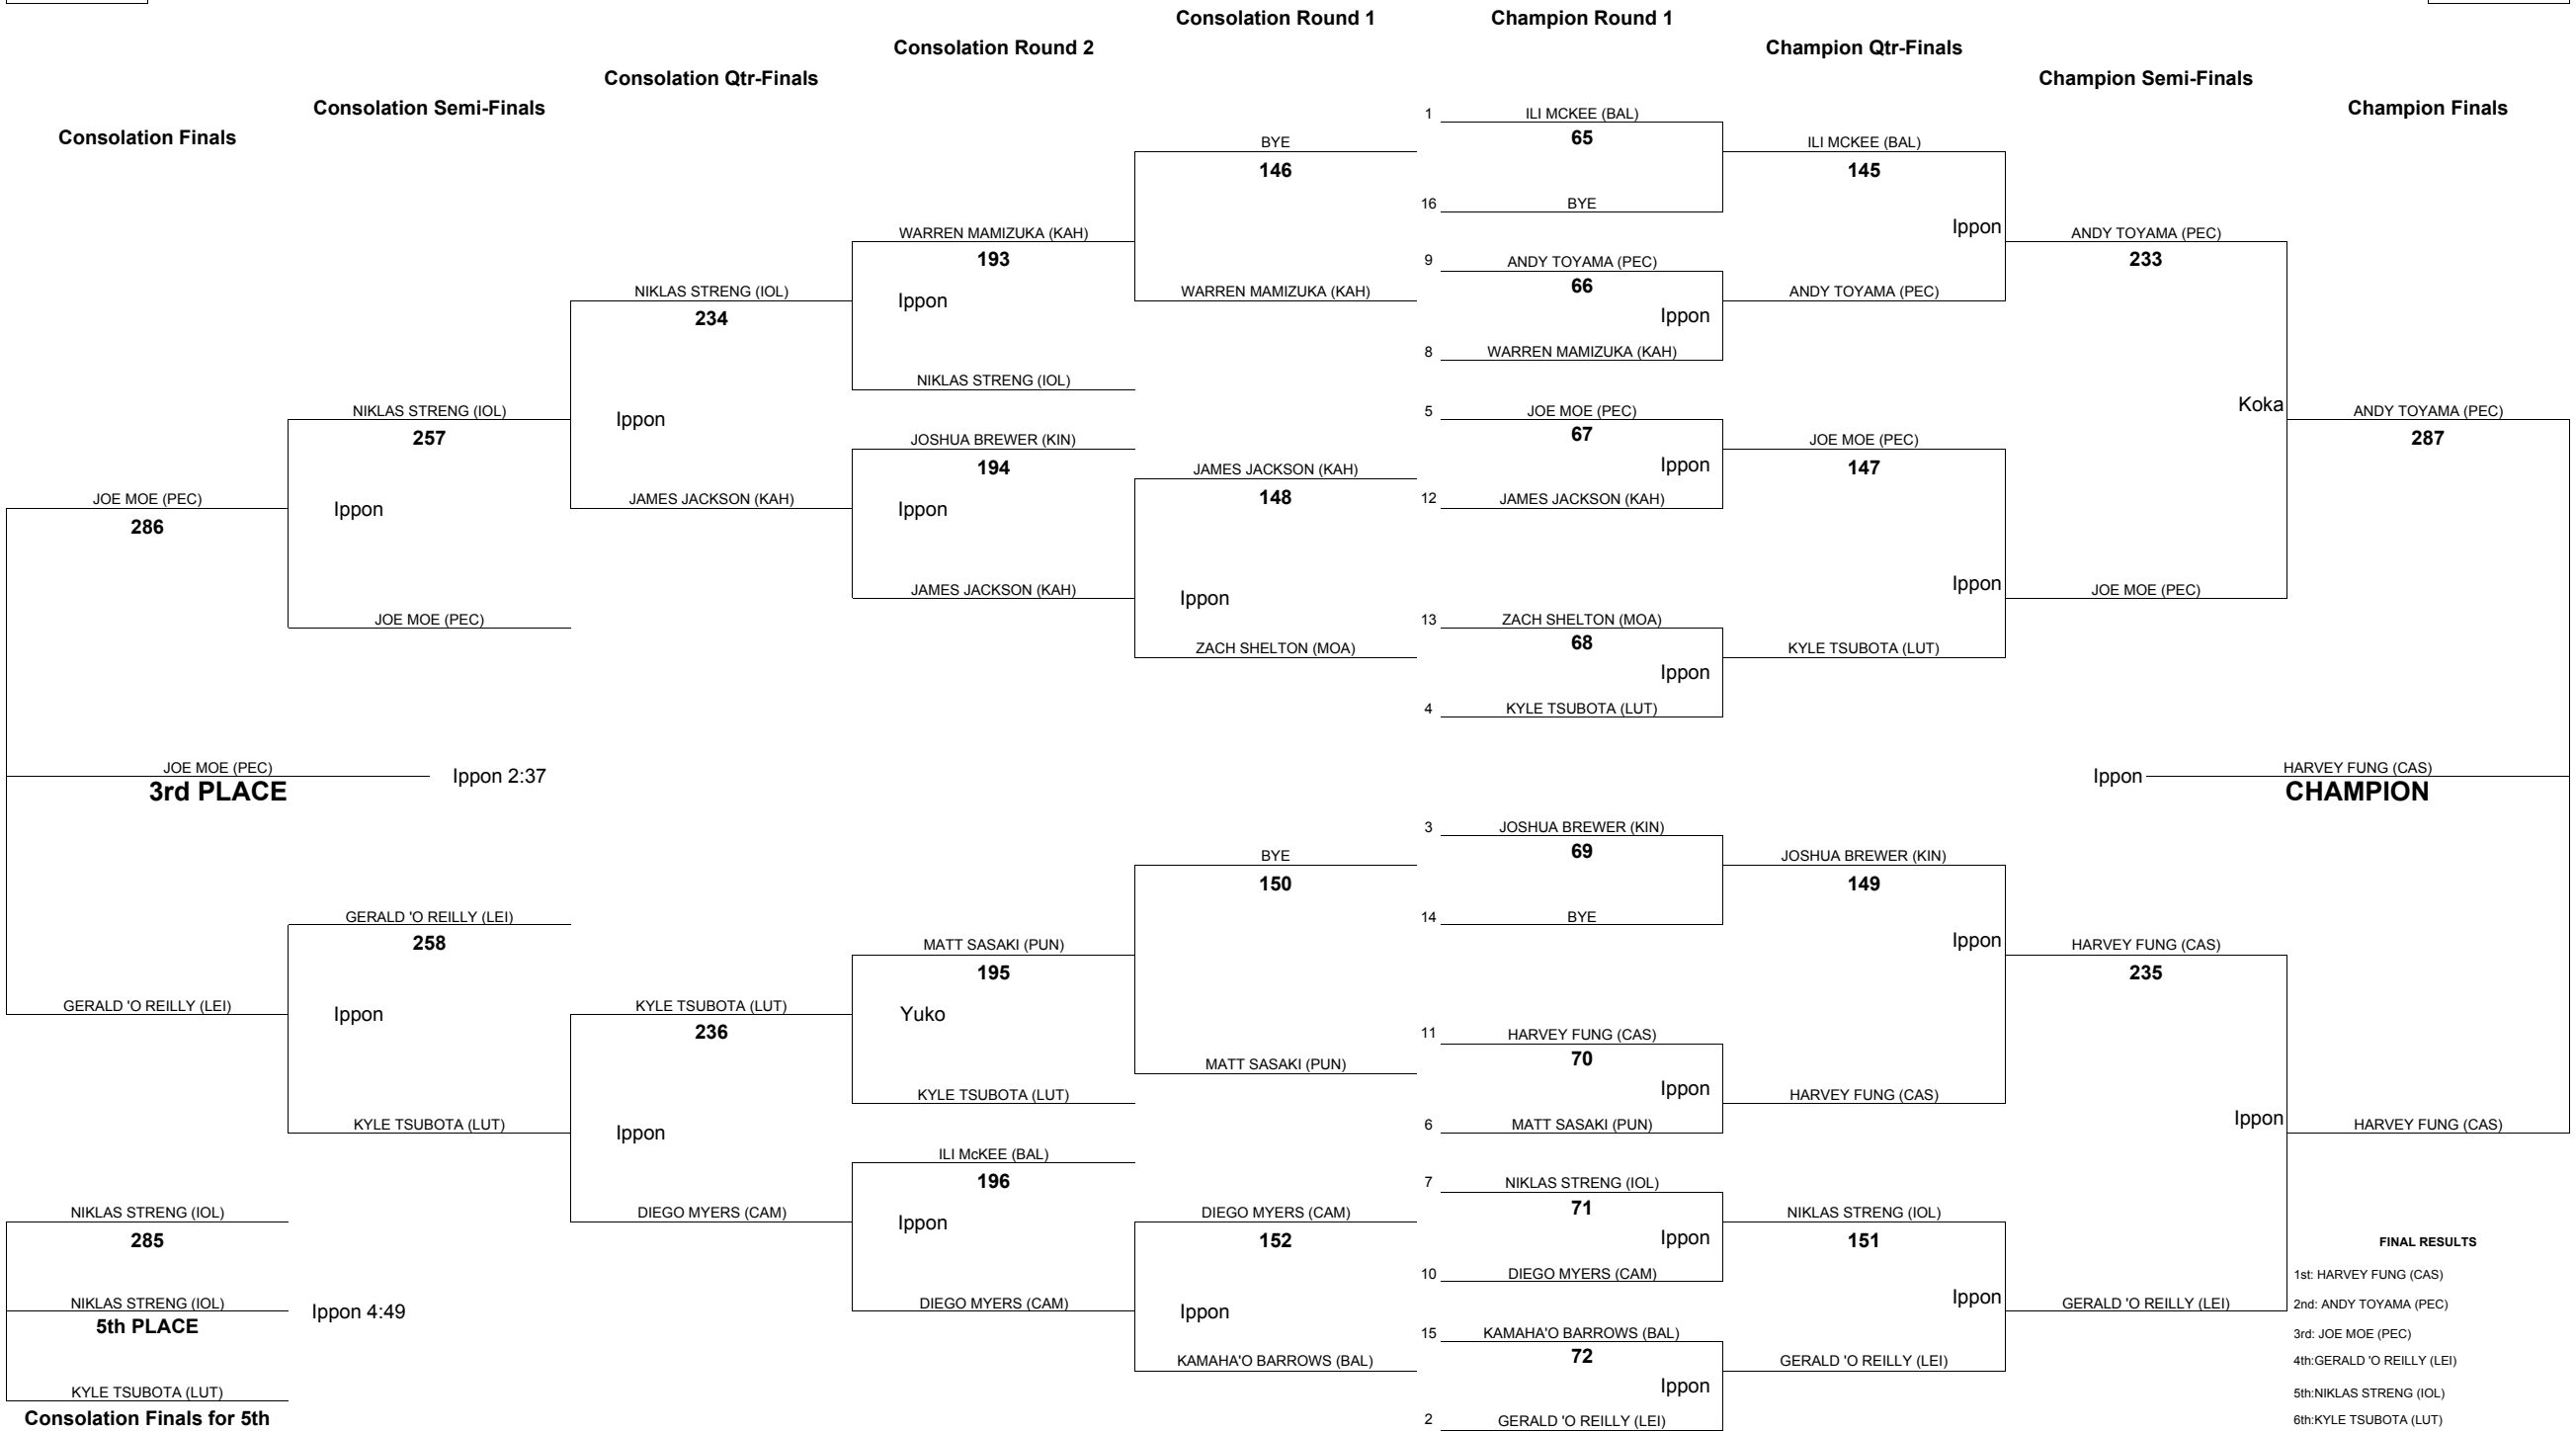 Consolation Round 1
Champion Round 1
Consolation Round 2
Champion Qtr-Finals
Consolation Qtr-Finals
Champion Semi-Finals
Consolation Semi-Finals
Champion Finals
Consolation Finals
JOE MOE (PEC)
286
GERALD 'O REILLY (LEI)
JOE MOE (PEC)
3rd PLACE
Ippon 2:37
NIKLAS STRENG (IOL)
285
NIKLAS STRENG (IOL)
5th PLACE
Ippon 4:49
KYLE TSUBOTA (LUT)
Consolation Finals for 5th
NIKLAS STRENG (IOL)
257
Ippon
JOE MOE (PEC)
GERALD 'O REILLY (LEI)
258
Ippon
KYLE TSUBOTA (LUT)
NIKLAS STRENG (IOL)
234
Ippon
JAMES JACKSON (KAH)
KYLE TSUBOTA (LUT)
236
Ippon
DIEGO MYERS (CAM)
WARREN MAMIZUKA (KAH)
193
Ippon
NIKLAS STRENG (IOL)
JOSHUA BREWER (KIN)
194
Ippon
JAMES JACKSON (KAH)
MATT SASAKI (PUN)
195
Yuko
KYLE TSUBOTA (LUT)
ILI McKEE (BAL)
196
Ippon
DIEGO MYERS (CAM)
BYE
146
WARREN MAMIZUKA (KAH)
JAMES JACKSON (KAH)
148
Ippon
ZACH SHELTON (MOA)
BYE
150
MATT SASAKI (PUN)
DIEGO MYERS (CAM)
152
Ippon
KAMAHA'O BARROWS (BAL)
1 ILI MCKEE (BAL)
65
16 BYE
9 ANDY TOYAMA (PEC)
66
Ippon
8 WARREN MAMIZUKA (KAH)
5 JOE MOE (PEC)
67
Ippon
12 JAMES JACKSON (KAH)
13 ZACH SHELTON (MOA)
68
Ippon
4 KYLE TSUBOTA (LUT)
3 JOSHUA BREWER (KIN)
69
14 BYE
11 HARVEY FUNG (CAS)
70
Ippon
6 MATT SASAKI (PUN)
7 NIKLAS STRENG (IOL)
71
Ippon
10 DIEGO MYERS (CAM)
15 KAMAHA'O BARROWS (BAL)
72
Ippon
2 GERALD 'O REILLY (LEI)
ILI MCKEE (BAL)
145
Ippon
ANDY TOYAMA (PEC)
JOE MOE (PEC)
147
Ippon
KYLE TSUBOTA (LUT)
JOSHUA BREWER (KIN)
149
Ippon
HARVEY FUNG (CAS)
NIKLAS STRENG (IOL)
151
Ippon
GERALD 'O REILLY (LEI)
ANDY TOYAMA (PEC)
233
Koka
JOE MOE (PEC)
HARVEY FUNG (CAS)
235
Ippon
GERALD 'O REILLY (LEI)
ANDY TOYAMA (PEC)
287
Ippon
HARVEY FUNG (CAS)
CHAMPION
HARVEY FUNG (CAS)
FINAL RESULTS
1st: HARVEY FUNG (CAS)
2nd: ANDY TOYAMA (PEC)
3rd: JOE MOE (PEC)
4th:GERALD 'O REILLY (LEI)
5th:NIKLAS STRENG (IOL)
6th:KYLE TSUBOTA (LUT)